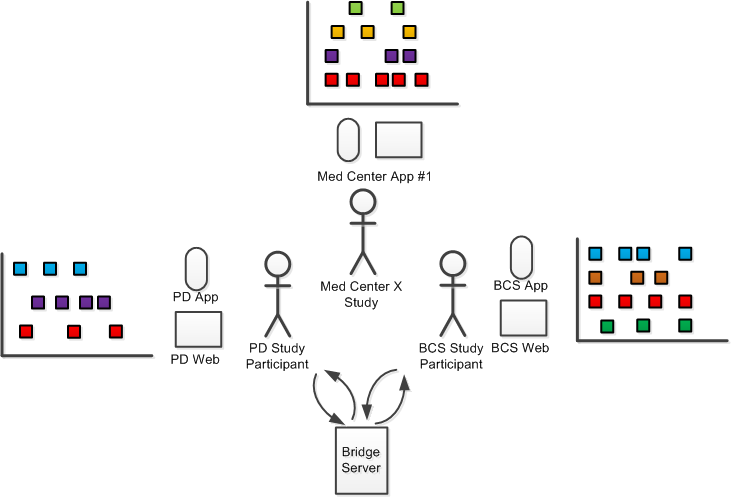 Med Center App #1
Med Center X
Study
PD App
PD Web
PD Study
Participant
BCS Study
Participant
BCS App
BCS Web
Bridge
Server